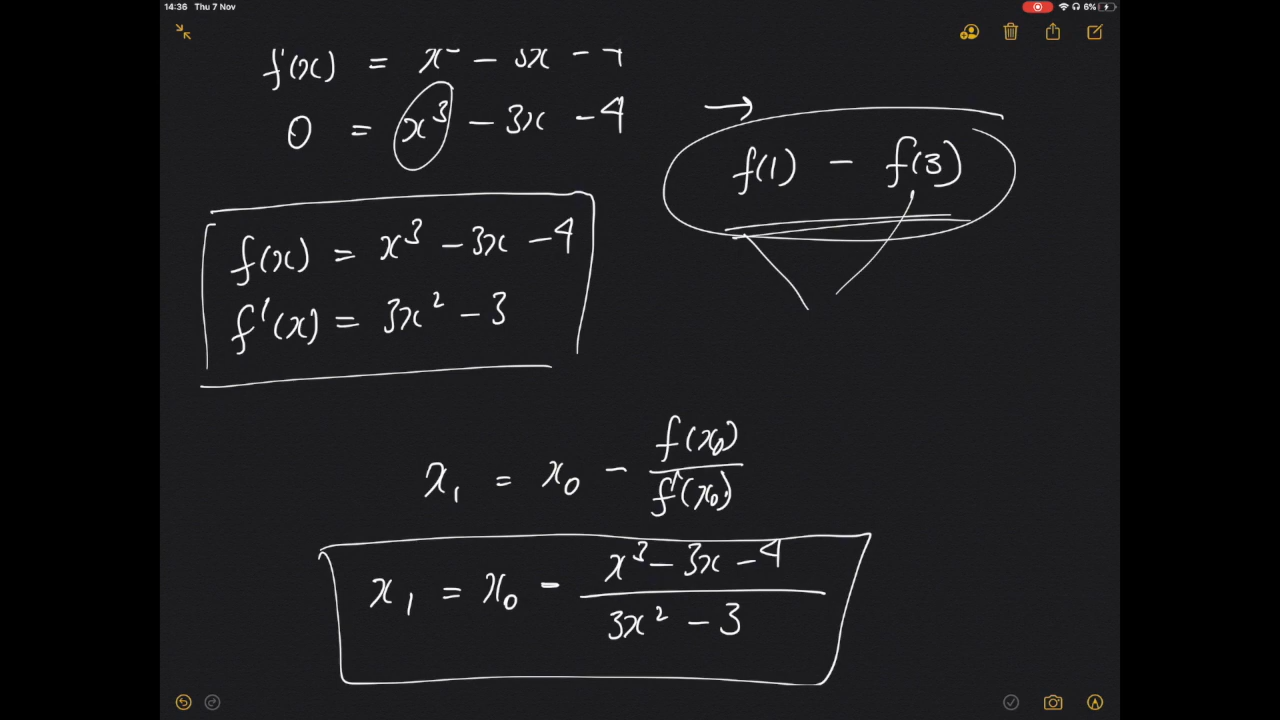 14:36 Thu 7 Nov
6%
f(x) = x³ - 3x - 4
0 = x³ - 3x - 4
f(1) - f(3)
f(x) = x³ - 3x - 4
f'(x) = 3x² - 3
x₁ = x₀ - f(x₀)/f'(x₀)
x₁ = x₀ - x³ - 3x - 4 / 3x² - 3